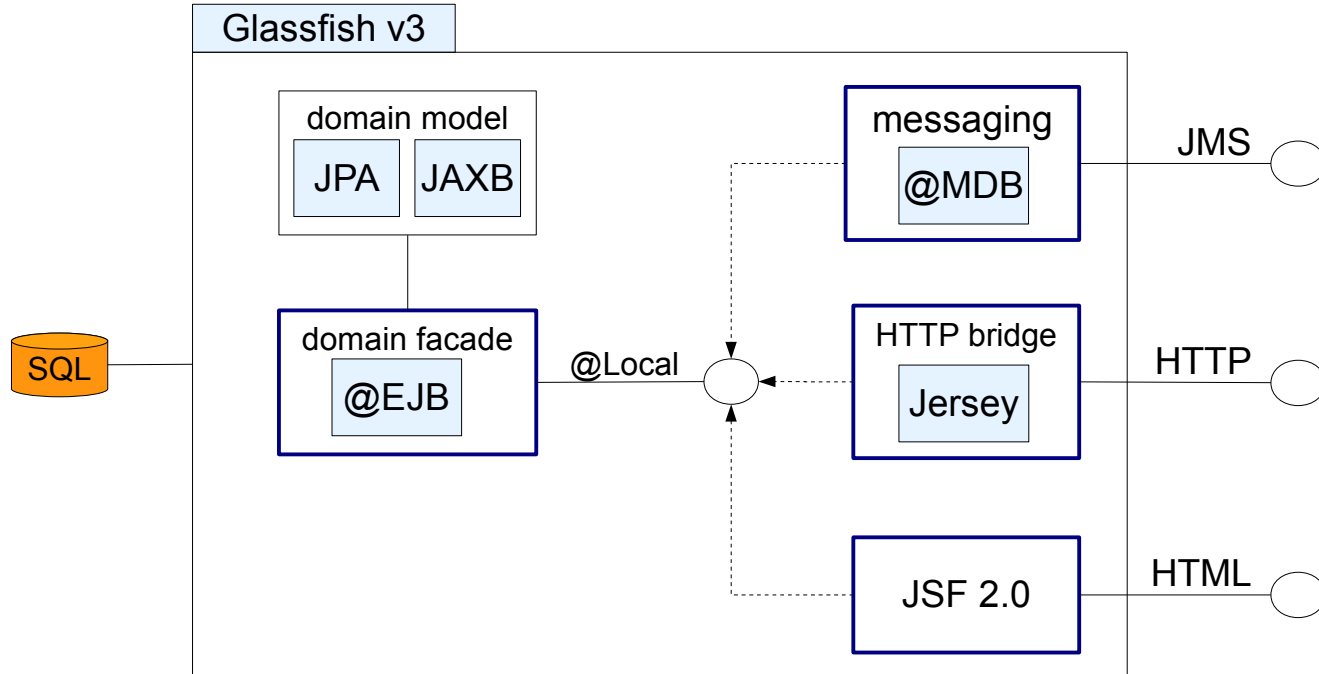 Glassfish v3
domain model
JPA
JAXB
messaging
@MDB
JMS
domain facade
@EJB
@Local
HTTP bridge
Jersey
HTTP
SQL
JSF 2.0
HTML